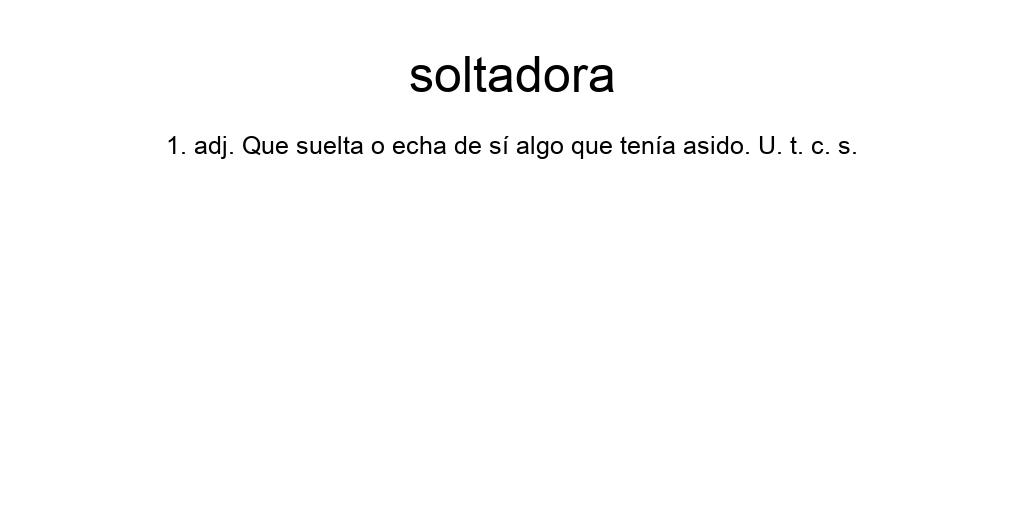 soltadora
1. adj. Que suelta o echa de sí algo que tenía asido. U. t. c. s.